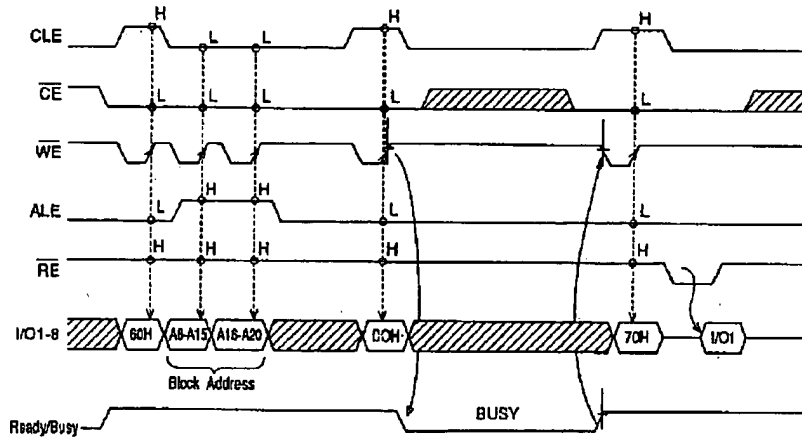 CLE H L L H H
CE L L L L L
WE
ALE L H H L L
RE H H H H H
I/O1-8 60H A8-A15 A16-A20 D0H 70H I/O1
Block Address
Ready/Busy BUSY